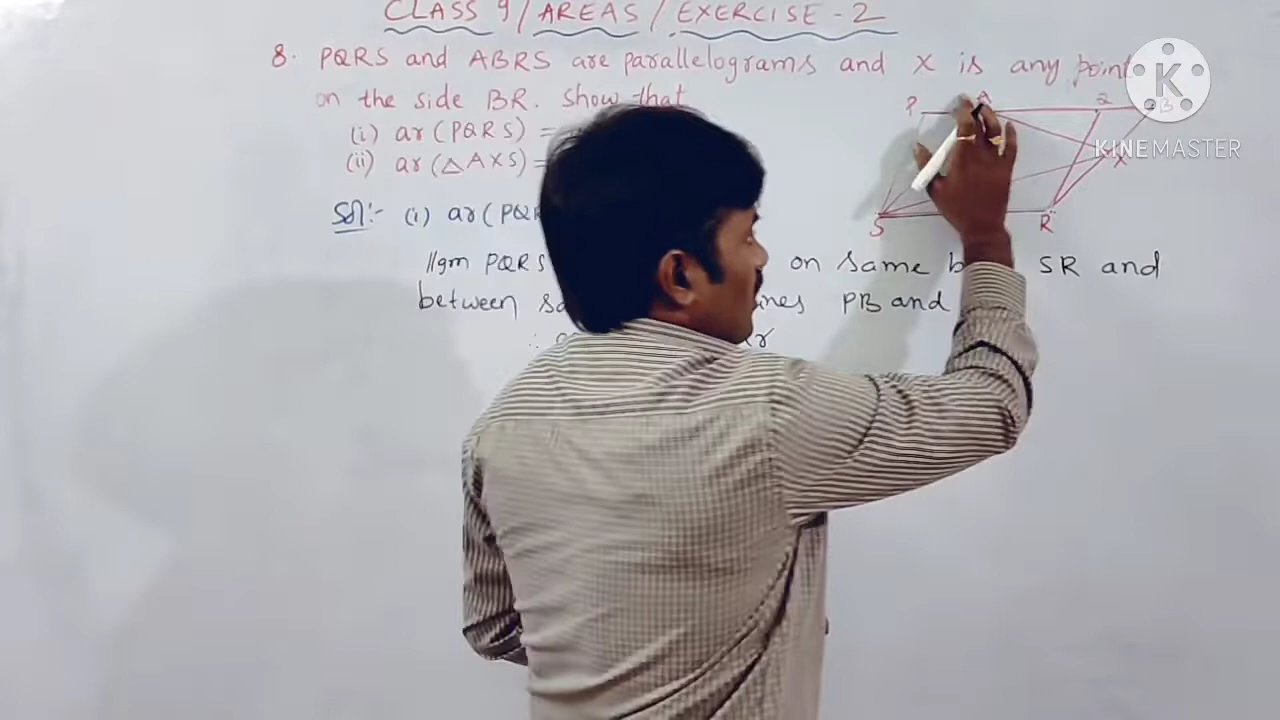 CLASS 9/AREAS/EXERCISE-2
8. PQRS and ABRS are parallelograms and X is any point
on the side BR. Show that
(i) ar(PQRS) =
(ii) ar(△AXS) =
Sol:- (i) ar(PQR
//gm PQRS on same SR and
between PB and
∴ ar
P A Q B
X
S R
K
KINEMASTER